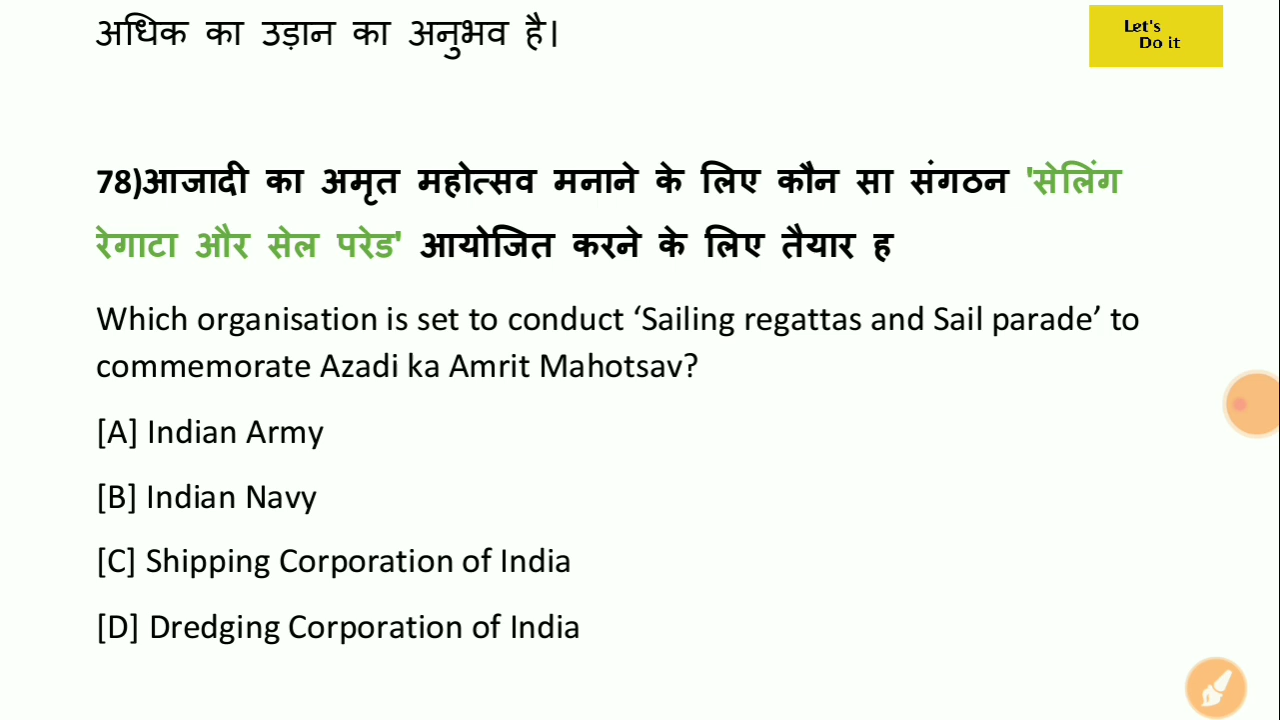 अधिक का उड़ान का अनुभव है।
Let's
Do it
78)आजादी का अमृत महोत्सव मनाने के लिए कौन सा संगठन 'सेलिंग
रेगाटा और सेल परेड' आयोजित करने के लिए तैयार ह
Which organisation is set to conduct ‘Sailing regattas and Sail parade’ to
commemorate Azadi ka Amrit Mahotsav?
[A] Indian Army
[B] Indian Navy
[C] Shipping Corporation of India
[D] Dredging Corporation of India